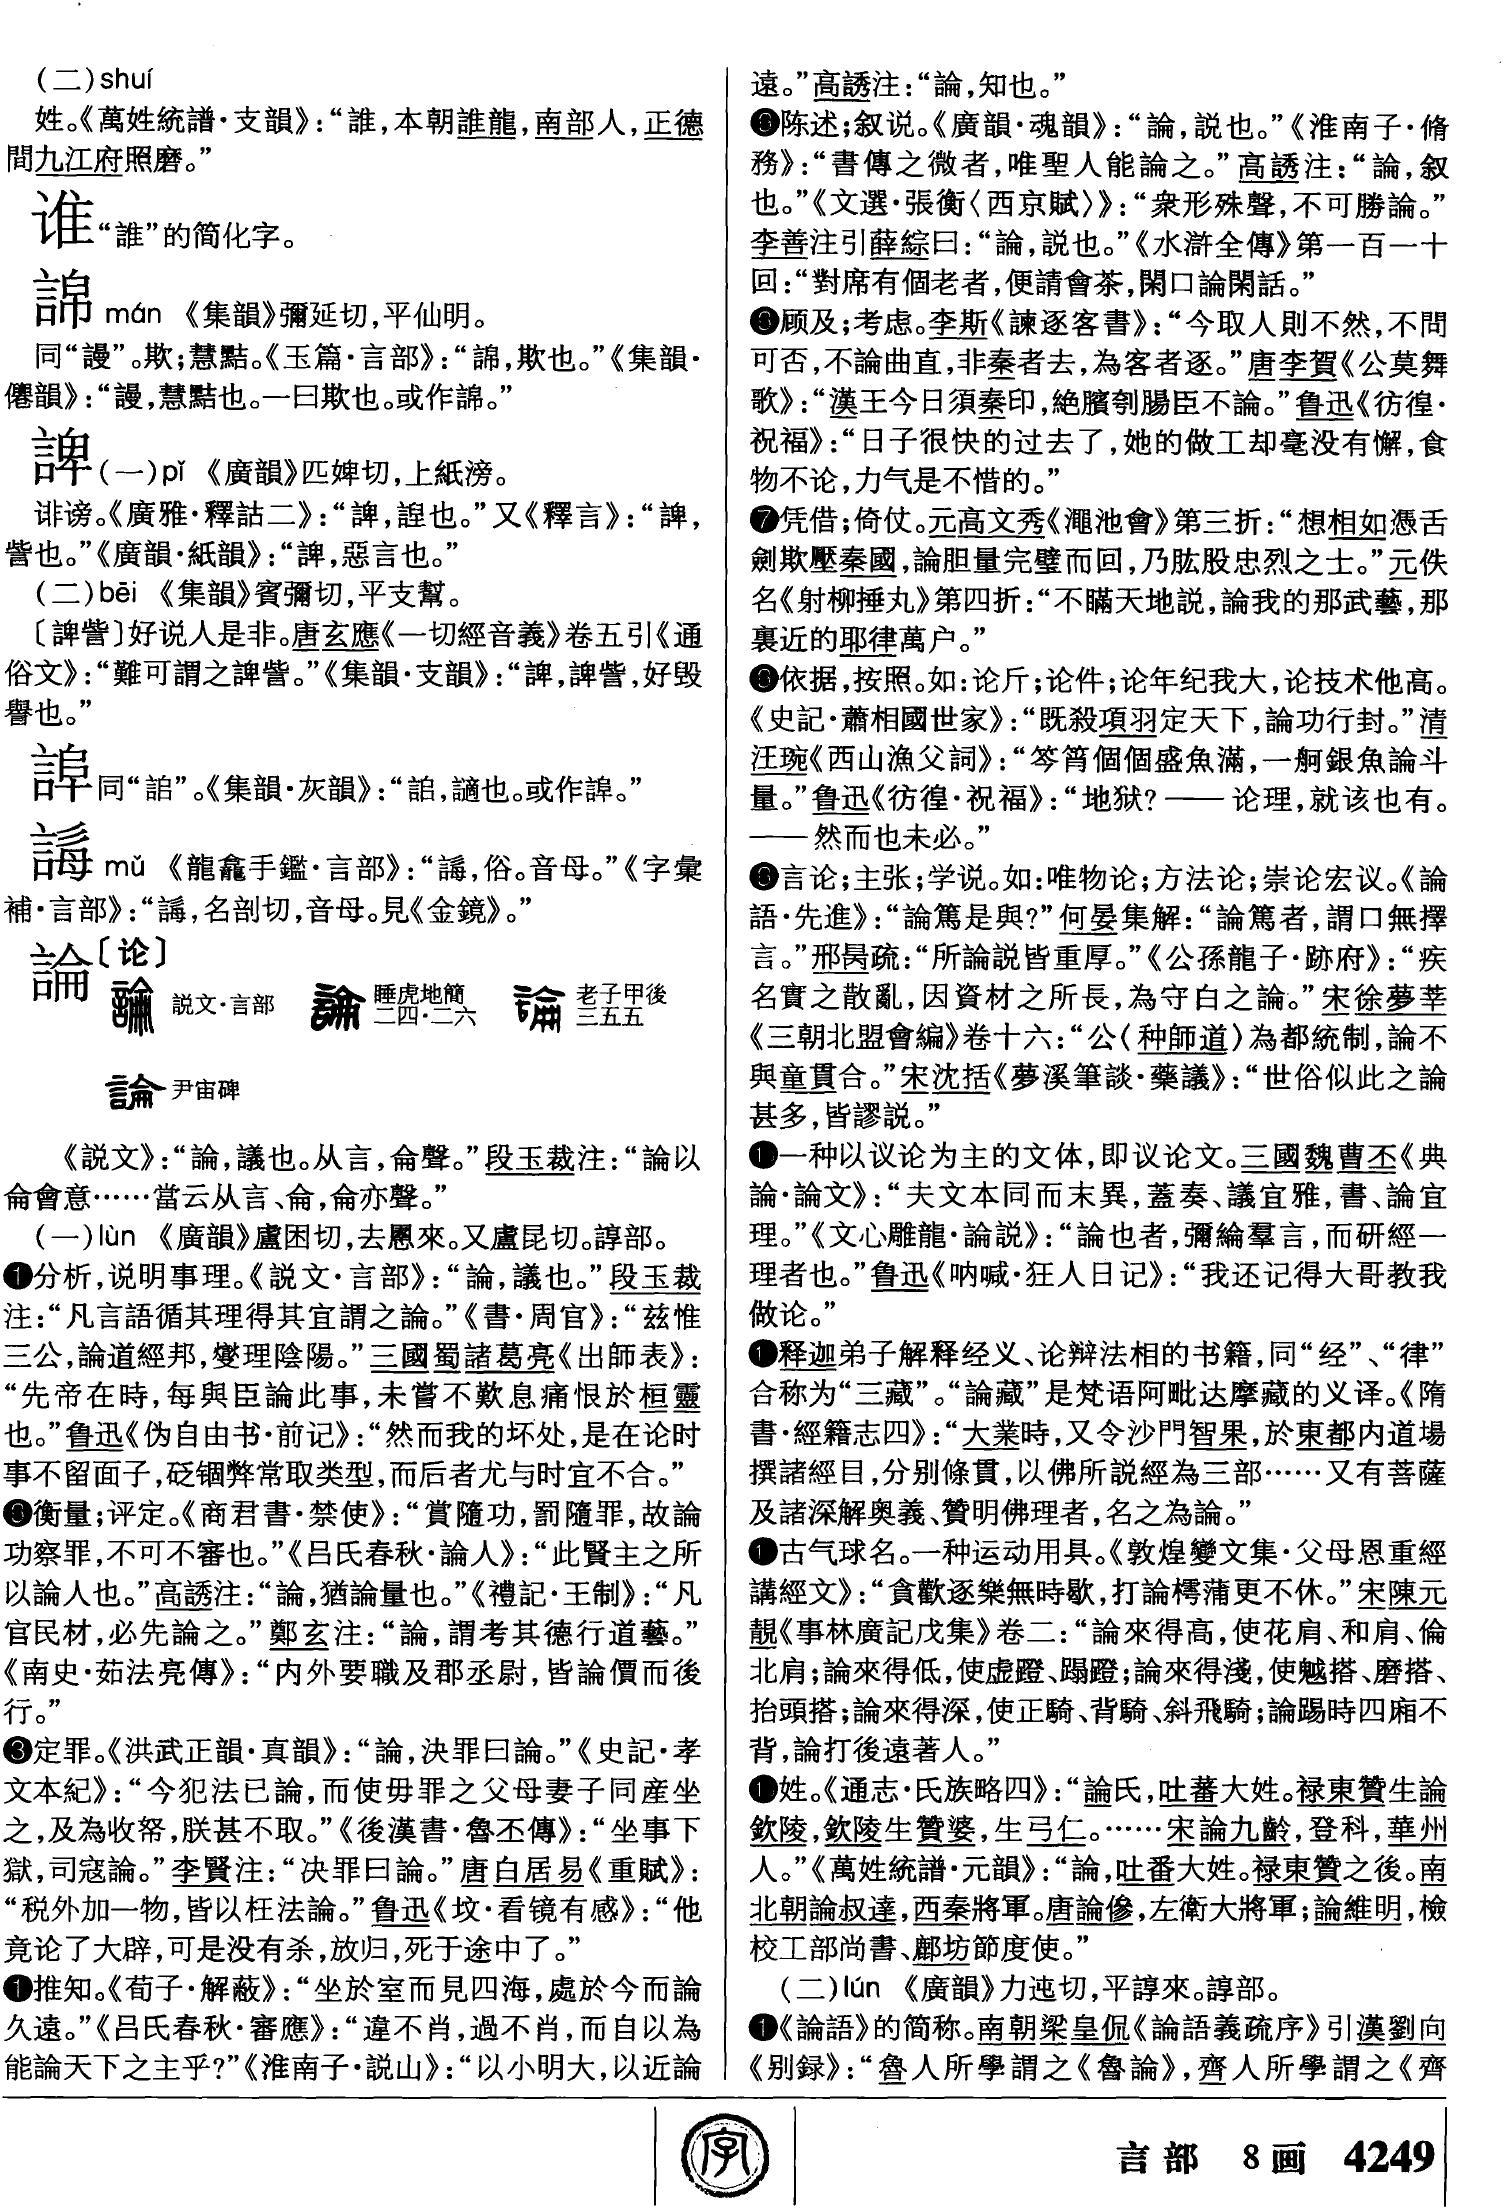 (二)shuí
姓。《萬姓統譜·支韻》：“誰，本朝誰龍，南部人，正德
間九江府照磨。”
谁“誰”的简化字。
䛲 mán 《集韻》彌延切，平仙明。
同“謾”。欺；慧黠。《玉篇·言部》：“䛲，欺也。”《集韻·
僊韻》：“謾，慧黠也。一曰欺也。或作䛲。”
諀(一)pǐ 《廣韻》匹婢切，上紙滂。
诽谤。《廣雅·釋詁二》：“諀，諻也。”又《釋言》：“諀，
訾也。”《廣韻·紙韻》：“諀，惡言也。”
(二)bēi 《集韻》賓彌切，平支幫。
〔諀訾〕好说人是非。唐玄應《一切經音義》卷五引《通
俗文》：“難可謂之諀訾。”《集韻·支韻》：“諀，諀訾，好毁
譽也。”
同“䛠”。《集韻·灰韻》：“，謫也。或作。”
mǔ 《龍龕手鑑·言部》：“，俗。音母。”《字彙
補·言部》：“，名剖切，音母。見《金鏡》。”
論〔论〕
論 説文·言部 論 睡虎地簡二四·二六 論 老子甲後三五五
論 尹宙碑
《説文》：“論，議也。从言，侖聲。”段玉裁注：“論以
侖會意……當云从言、侖，侖亦聲。”
(一)lùn 《廣韻》盧困切，去慁來。又盧昆切。諄部。
❶分析，说明事理。《説文·言部》：“論，議也。”段玉裁
注：“凡言語循其理得其宜謂之論。”《書·周官》：“兹惟
三公，論道經邦，燮理陰陽。”三國蜀諸葛亮《出師表》：
“先帝在時，每與臣論此事，未嘗不歎息痛恨於桓靈
也。”鲁迅《伪自由书·前记》：“然而我的坏处，是在论时
事不留面子，砭锢弊常取类型，而后者尤与时宜不合。”
衡量；评定。《商君書·禁使》：“賞隨功，罰隨罪，故論
功察罪，不可不審也。”《吕氏春秋·論人》：“此賢主之所
以論人也。”高誘注：“論，猶論量也。”《禮記·王制》：“凡
官民材，必先論之。”鄭玄注：“論，謂考其德行道藝。”
《南史·茹法亮傳》：“内外要職及郡丞尉，皆論價而後
行。”
❸定罪。《洪武正韻·真韻》：“論，決罪曰論。”《史記·孝
文本紀》：“今犯法已論，而使毋罪之父母妻子同産坐
之，及為收帑，朕甚不取。”《後漢書·魯丕傳》：“坐事下
獄，司寇論。”李賢注：“决罪曰論。”唐白居易《重賦》：
“税外加一物，皆以枉法論。”鲁迅《坟·看镜有感》：“他
竟论了大辟，可是没有杀，放归，死于途中了。”
❶推知。《荀子·解蔽》：“坐於室而見四海，處於今而論
久遠。”《吕氏春秋·審應》：“違不肖，過不肖，而自以為
能論天下之主乎？”《淮南子·説山》：“以小明大，以近論
遠。”高誘注：“論，知也。”
陈述；叙说。《廣韻·魂韻》：“論，説也。”《淮南子·脩
務》：“書傳之微者，唯聖人能論之。”高誘注：“論，叙
也。”《文選·張衡〈西京賦〉》：“衆形殊聲，不可勝論。”
李善注引薛綜曰：“論，説也。”《水滸全傳》第一百一十
回：“對席有個老者，便請會茶，閑口論閑話。”
顾及；考虑。李斯《諫逐客書》：“今取人則不然，不問
可否，不論曲直，非秦者去，為客者逐。”唐李賀《公莫舞
歌》：“漢王今日須秦印，絶臏刳腸臣不論。”鲁迅《彷徨·
祝福》：“日子很快的过去了，她的做工却毫没有懈，食
物不论，力气是不惜的。”
❼凭借；倚仗。元高文秀《澠池會》第三折：“想相如憑舌
劍欺壓秦國，論胆量完璧而回，乃肱股忠烈之士。”元佚
名《射柳捶丸》第四折：“不瞞天地説，論我的那武藝，那
裏近的耶律萬户。”
依据，按照。如：论斤；论件；论年纪我大，论技术他高。
《史記·蕭相國世家》：“既殺項羽定天下，論功行封。”清
汪琬《西山漁父詞》：“笭箵個個盛魚滿，一舸銀魚論斗
量。”鲁迅《彷徨·祝福》：“地狱？——论理，就该也有。
——然而也未必。”
言论；主张；学说。如：唯物论；方法论；崇论宏议。《論
語·先進》：“論篤是與？”何晏集解：“論篤者，謂口無擇
言。”邢昺疏：“所論説皆重厚。”《公孫龍子·跡府》：“疾
名實之散亂，因資材之所長，為守白之論。”宋徐夢莘
《三朝北盟會編》卷十六：“公（种師道）為都統制，論不
與童貫合。”宋沈括《夢溪筆談·藥議》：“世俗似此之論
甚多，皆謬説。”
❶一种以议论为主的文体，即议论文。三國魏曹丕《典
論·論文》：“夫文本同而末異，蓋奏、議宜雅，書、論宜
理。”《文心雕龍·論説》：“論也者，彌綸羣言，而研經一
理者也。”鲁迅《呐喊·狂人日记》：“我还记得大哥教我
做论。”
❶释迦弟子解释经义、论辩法相的书籍，同“经”、“律”
合称为“三藏”。“論藏”是梵语阿毗达摩藏的义译。《隋
書·經籍志四》：“大業時，又令沙門智果，於東都内道場
撰諸經目，分别條貫，以佛所説經為三部……又有菩薩
及諸深解奥義、贊明佛理者，名之為論。”
❶古气球名。一种运动用具。《敦煌變文集·父母恩重經
講經文》：“貪歡逐樂無時歇，打論樗蒲更不休。”宋陳元
靚《事林廣記戊集》卷二：“論來得高，使花肩、和肩、倫
北肩；論來得低，使虚蹬、蹋蹬；論來得淺，使魆搭、磨搭、
抬頭搭；論來得深，使正騎、背騎、斜飛騎；論踢時四廂不
背，論打後遠著人。”
❶姓。《通志·氏族略四》：“論氏，吐蕃大姓。禄東贊生論
欽陵，欽陵生贊婆，生弓仁。……宋論九齡，登科，華州
人。”《萬姓統譜·元韻》：“論，吐番大姓。禄東贊之後。南
北朝論叔達，西秦將軍。唐論儳，左衛大將軍；論維明，檢
校工部尚書、鄜坊節度使。”
(二)lún 《廣韻》力迍切，平諄來。諄部。
❶《論語》的简称。南朝梁皇侃《論語義疏序》引漢劉向
《别録》：“魯人所學謂之《魯論》，齊人所學謂之《齊
字
言部 8画 4249